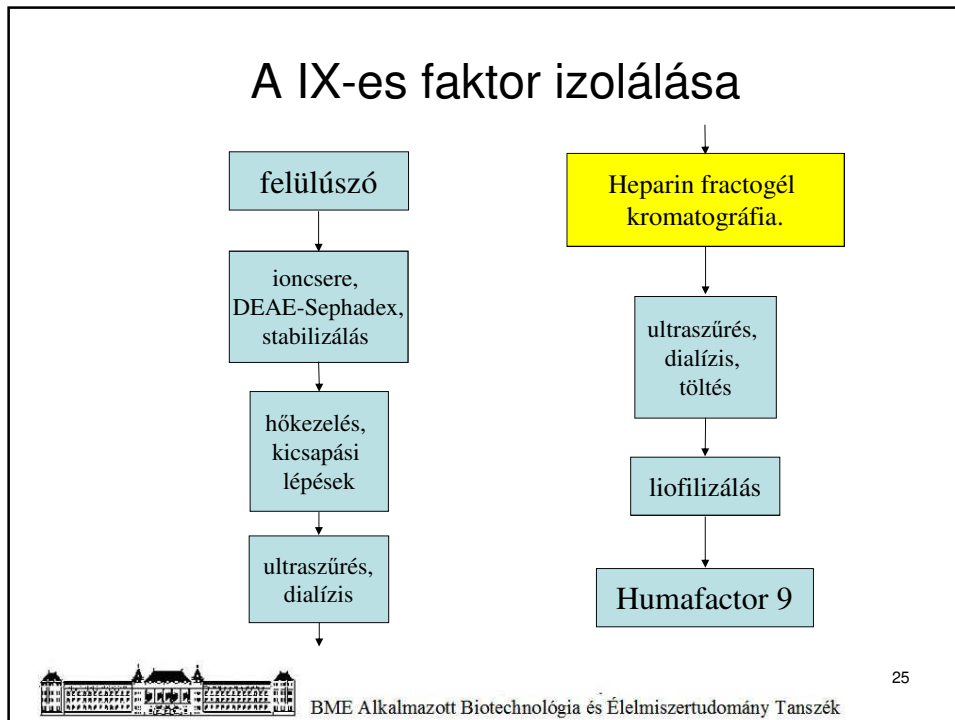 A IX-es faktor izolálása
felülúszó
ioncsere,
DEAE-Sephadex,
stabilizálás
hőkezelés,
kicsapási
lépések
ultraszűrés,
dialízis
Heparin fractogél
kromatográfia.
ultraszűrés,
dialízis,
töltés
liofilizálás
Humafactor 9
25
BME Alkalmazott Biotechnológia és Élelmiszertudomány Tanszék